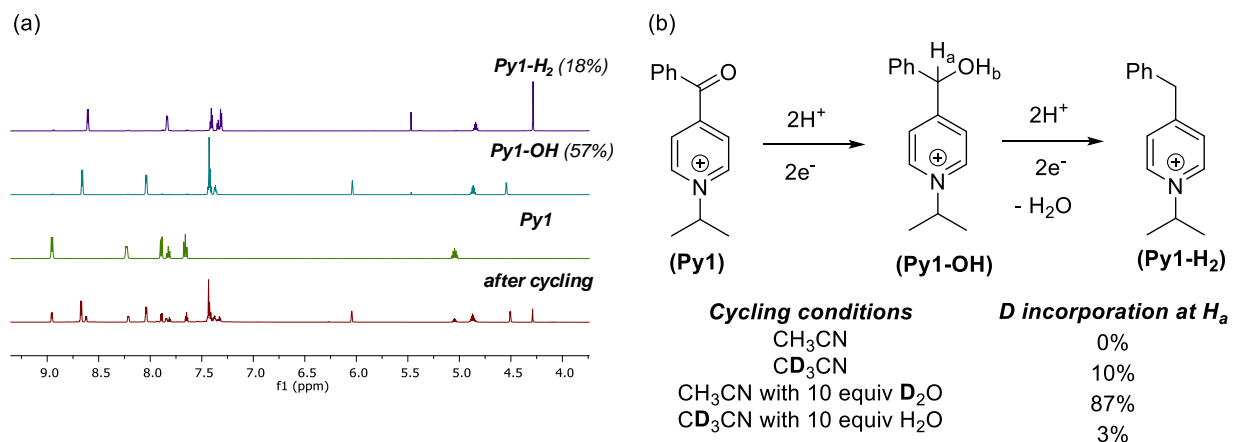 (a)
Py1-H2 (18%)
Py1-OH (57%)
Py1
after cycling
9.0 8.5 8.0 7.5 7.0 6.5 6.0 5.5 5.0 4.5 4.0
f1 (ppm)
(b)
Ph O
N
(Py1)
2H+
2e-
Ha
Ph OHb
N
(Py1-OH)
2H+
2e-
- H2O
Ph
N
(Py1-H2)
Cycling conditions D incorporation at Ha
CH3CN 0%
CD3CN 10%
CH3CN with 10 equiv D2O 87%
CD3CN with 10 equiv H2O 3%